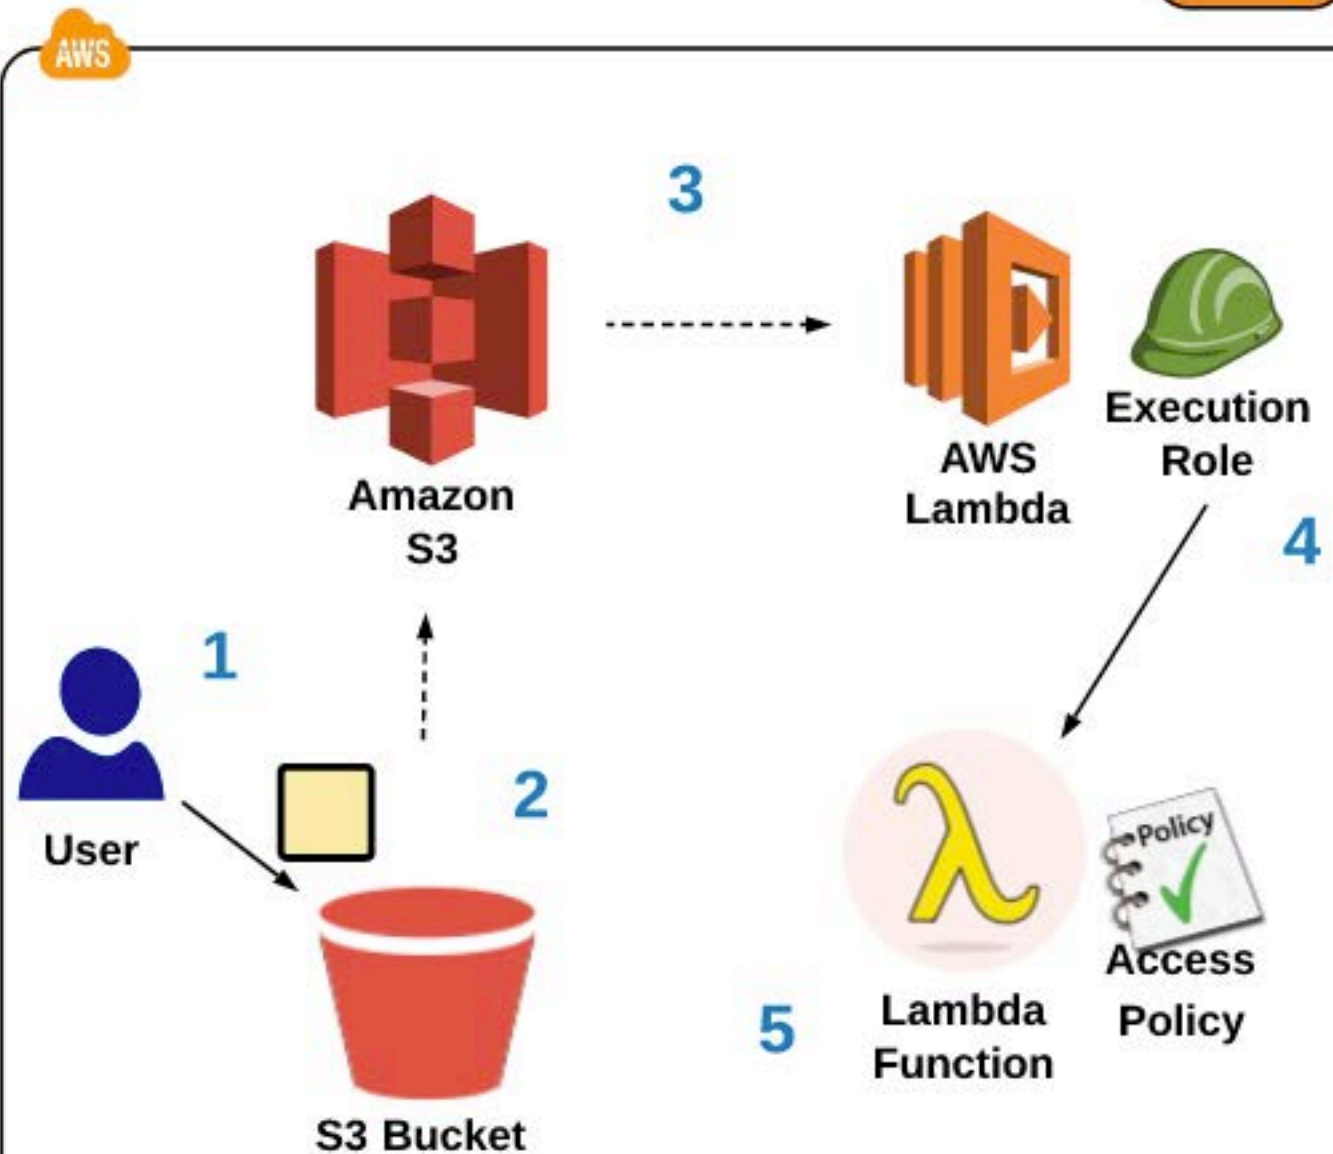 AWS
3
Amazon
S3
AWS
Lambda
Execution
Role
4
1
User
2
S3 Bucket
Policy
Access
Policy
5
Lambda
Function